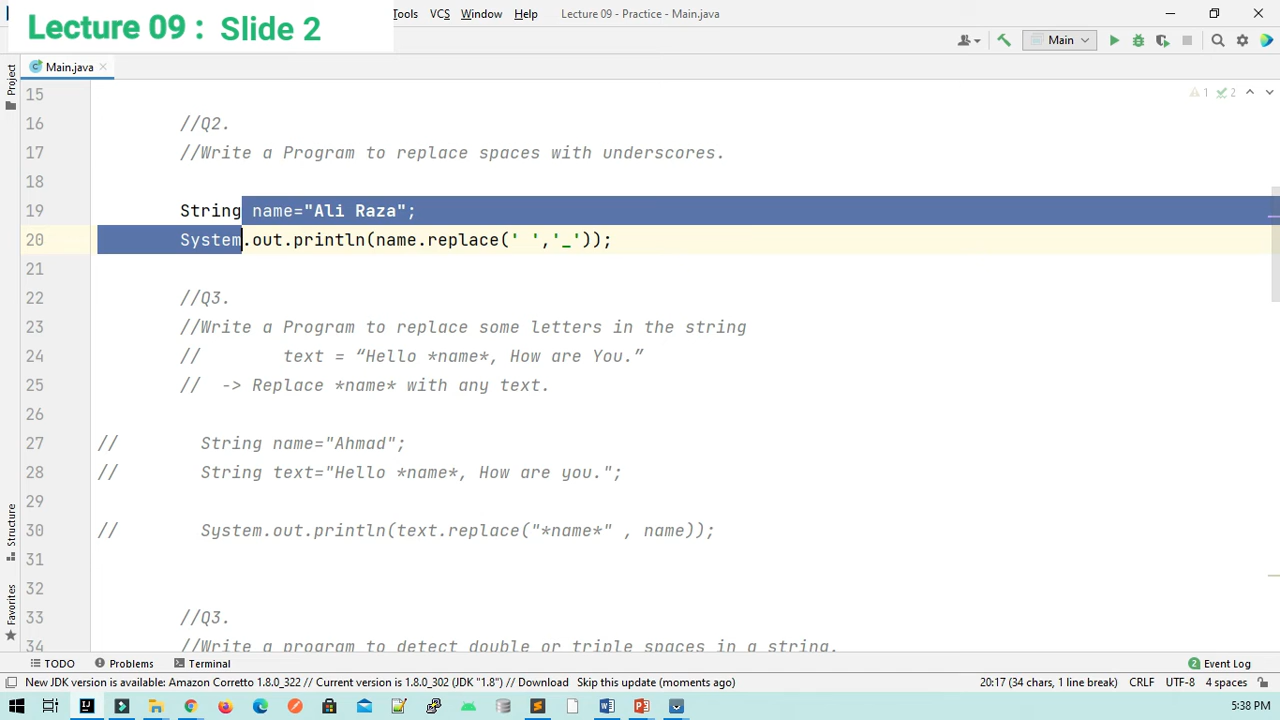 Lecture 09 : Slide 2
Tools VCS Window Help Lecture 09 - Practice - Main.java
Main
Project
Main.java
15
1 2
16 //Q2.
17 //Write a Program to replace spaces with underscores.
18
19 String name="Ali Raza";
20 System.out.println(name.replace(' ','_'));
21
22 //Q3.
23 //Write a Program to replace some letters in the string
24 // text = “Hello *name*, How are You.”
25 // -> Replace *name* with any text.
26
27 // String name="Ahmad";
28 // String text="Hello *name*, How are you.";
29
30 // System.out.println(text.replace("*name*" , name));
31
32
33 //Q3.
34 //Write a program to detect double or triple spaces in a string.
Structure
Favorites
TODO Problems Terminal 2 Event Log
New JDK version is available: Amazon Corretto 1.8.0_322 // Current version is 1.8.0_302 (JDK "1.8") // Download Skip this update (moments ago) 20:17 (34 chars, 1 line break) CRLF UTF-8 4 spaces
5:38 PM